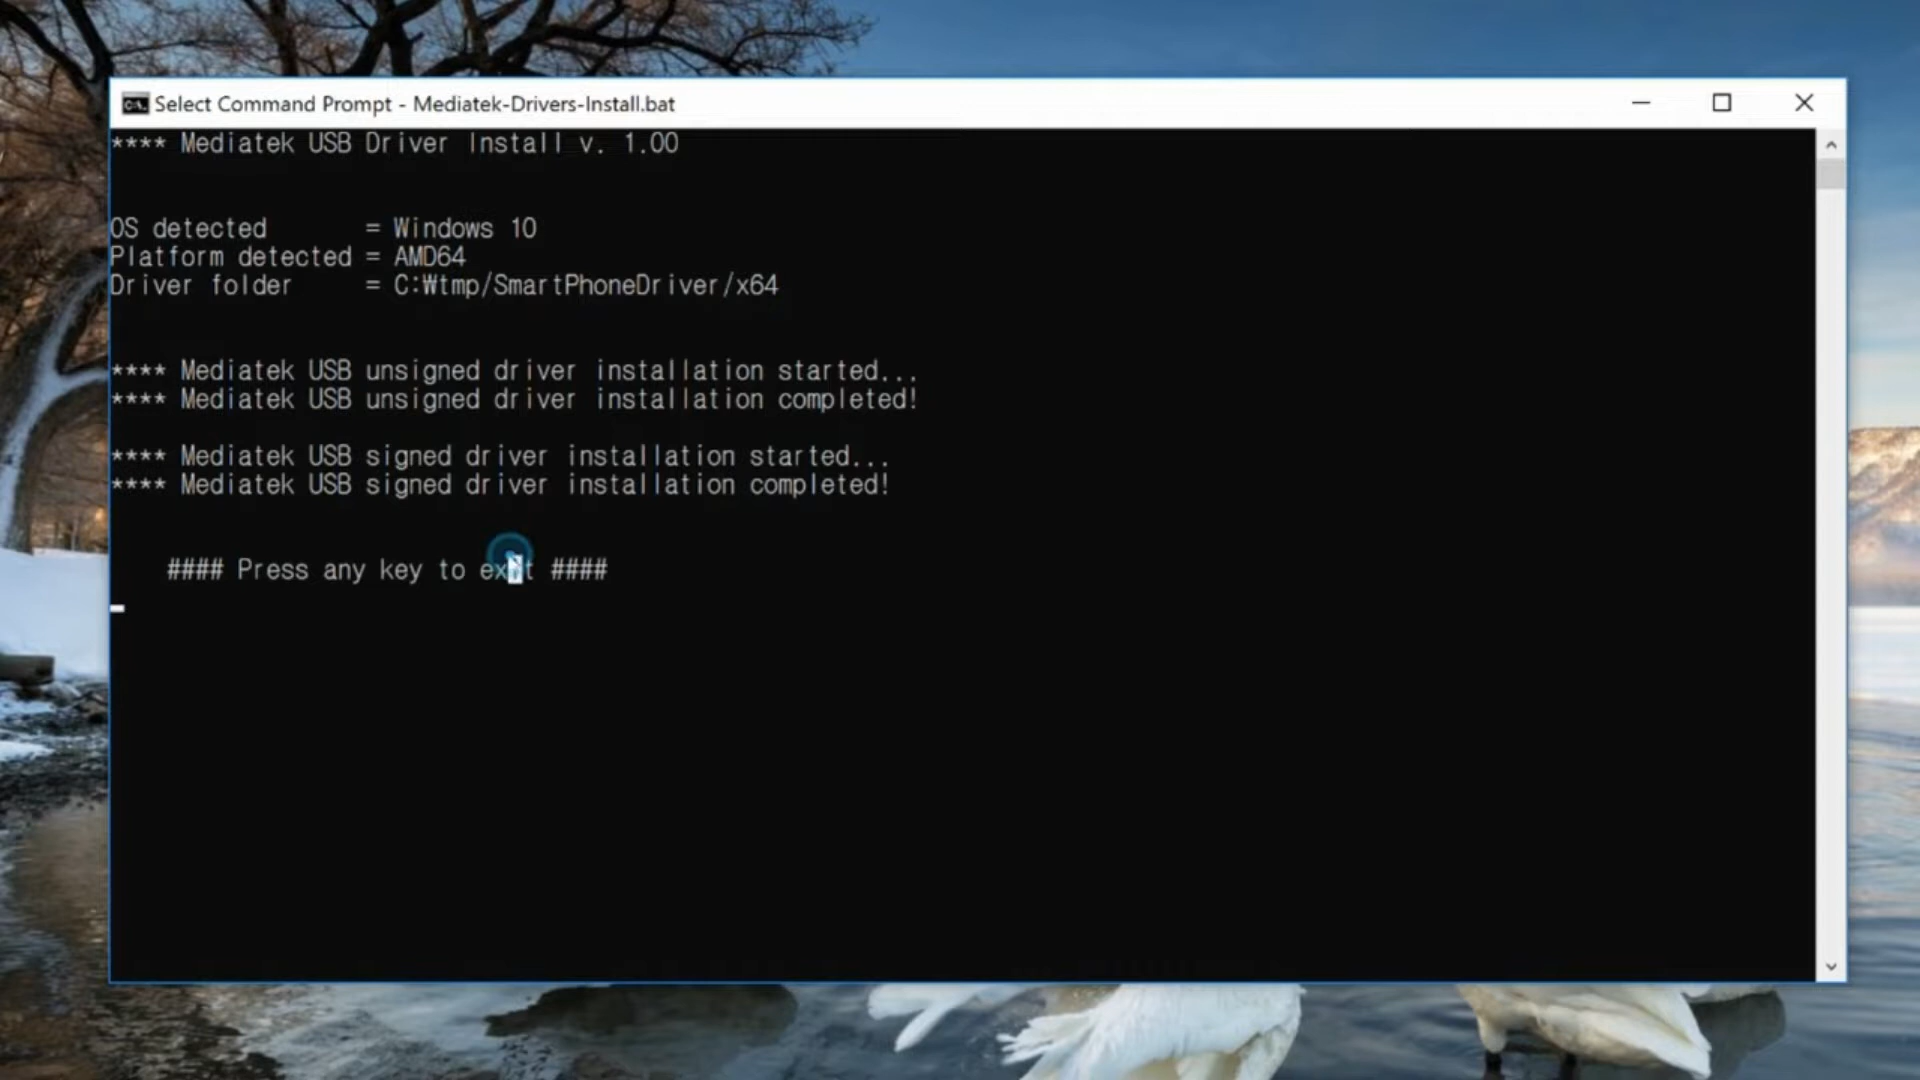 Select Command Prompt - Mediatek-Drivers-Install.bat
**** Mediatek USB Driver Install v. 1.00
OS detected = Windows 10
Platform detected = AMD64
Driver folder = C:₩tmp/SmartPhoneDriver/x64
**** Mediatek USB unsigned driver installation started...
**** Mediatek USB unsigned driver installation completed!
**** Mediatek USB signed driver installation started...
**** Mediatek USB signed driver installation completed!
#### Press any key to exit ####